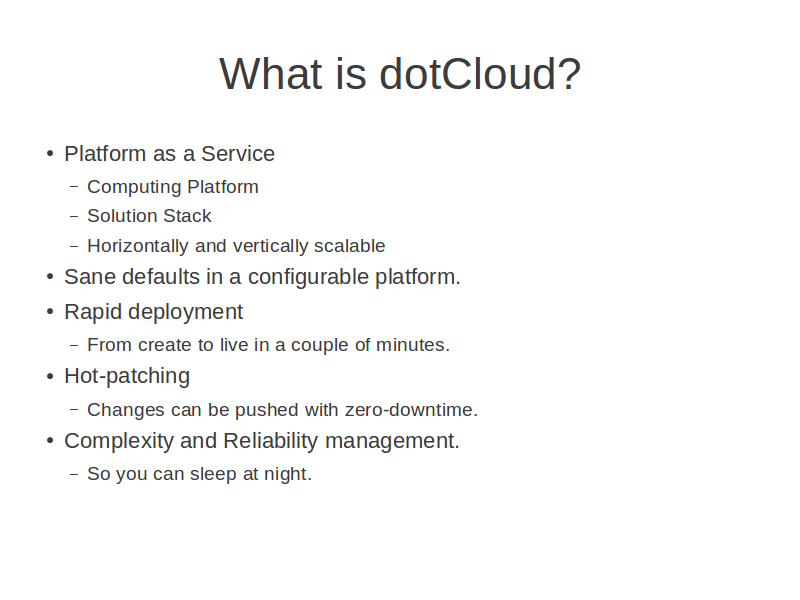 What is dotCloud?
• Platform as a Service
– Computing Platform
– Solution Stack
– Horizontally and vertically scalable
• Sane defaults in a configurable platform.
• Rapid deployment
– From create to live in a couple of minutes.
• Hot-patching
– Changes can be pushed with zero-downtime.
• Complexity and Reliability management.
– So you can sleep at night.